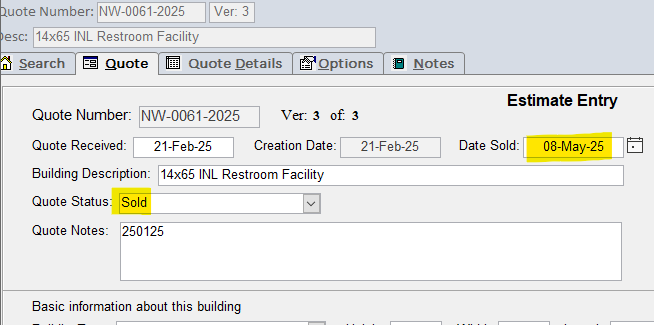 Quote Number: NW-0061-2025 Ver: 3
Desc: 14x65 INL Restroom Facility
Search Quote Quote Details Options Notes
Estimate Entry
Quote Number: NW-0061-2025 Ver: 3 of: 3
Quote Received: 21-Feb-25 Creation Date: 21-Feb-25 Date Sold: 08-May-25
Building Description: 14x65 INL Restroom Facility
Quote Status: Sold
Quote Notes: 250125
Basic information about this building